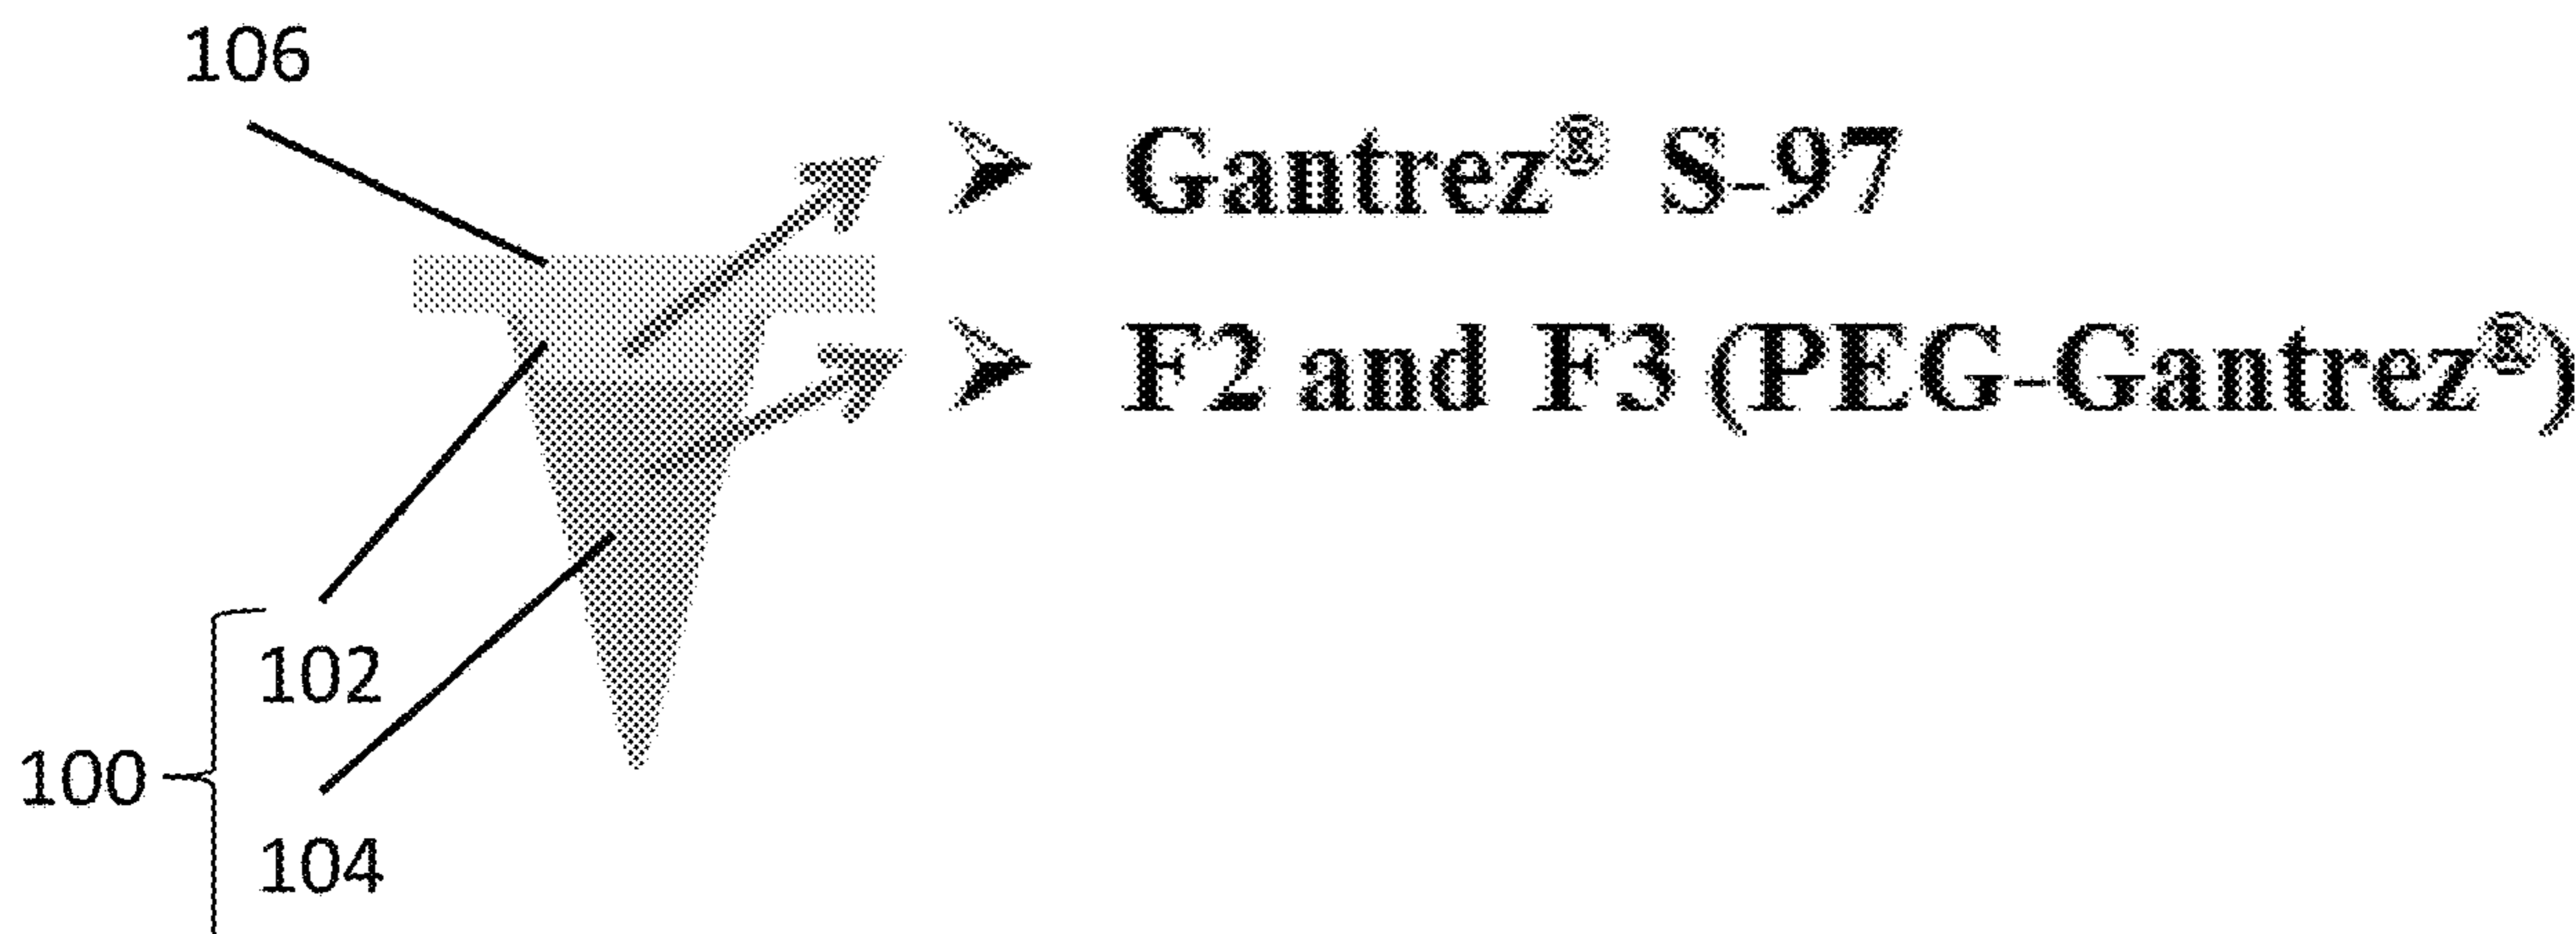 106
➤ Gantrez® S-97
➤ F2 and F3 (PEG-Gantrez®)
102
100
104